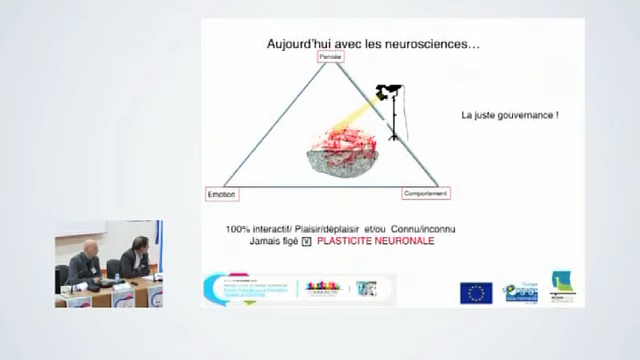 Aujourd'hui avec les neurosciences...
Pensée
La juste gouvernance !
Emotion
Comportement
100% interactif/ Plaisir/déplaisir et/ou Connu/inconnu
Jamais figé V PLASTICITE NEURONALE